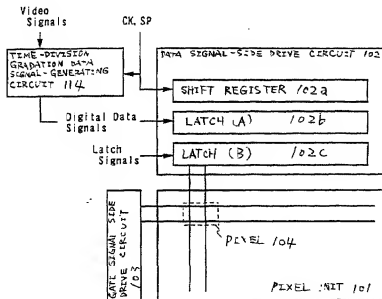 Video
Signals
CK, SP
TIME-DIVISION
GRADATION DATA
SIGNAL-GENERATING
CIRCUIT 114
DATA SIGNAL-SIDE DRIVE CIRCUIT 102
SHIFT REGISTER 102a
Digital Data
Signals
LATCH (A) 102b
Latch
Signals
LATCH (B) 102c
GATE SIGNAL SIDE
DRIVE CIRCUIT
103
PIXEL 104
PIXEL UNIT 101